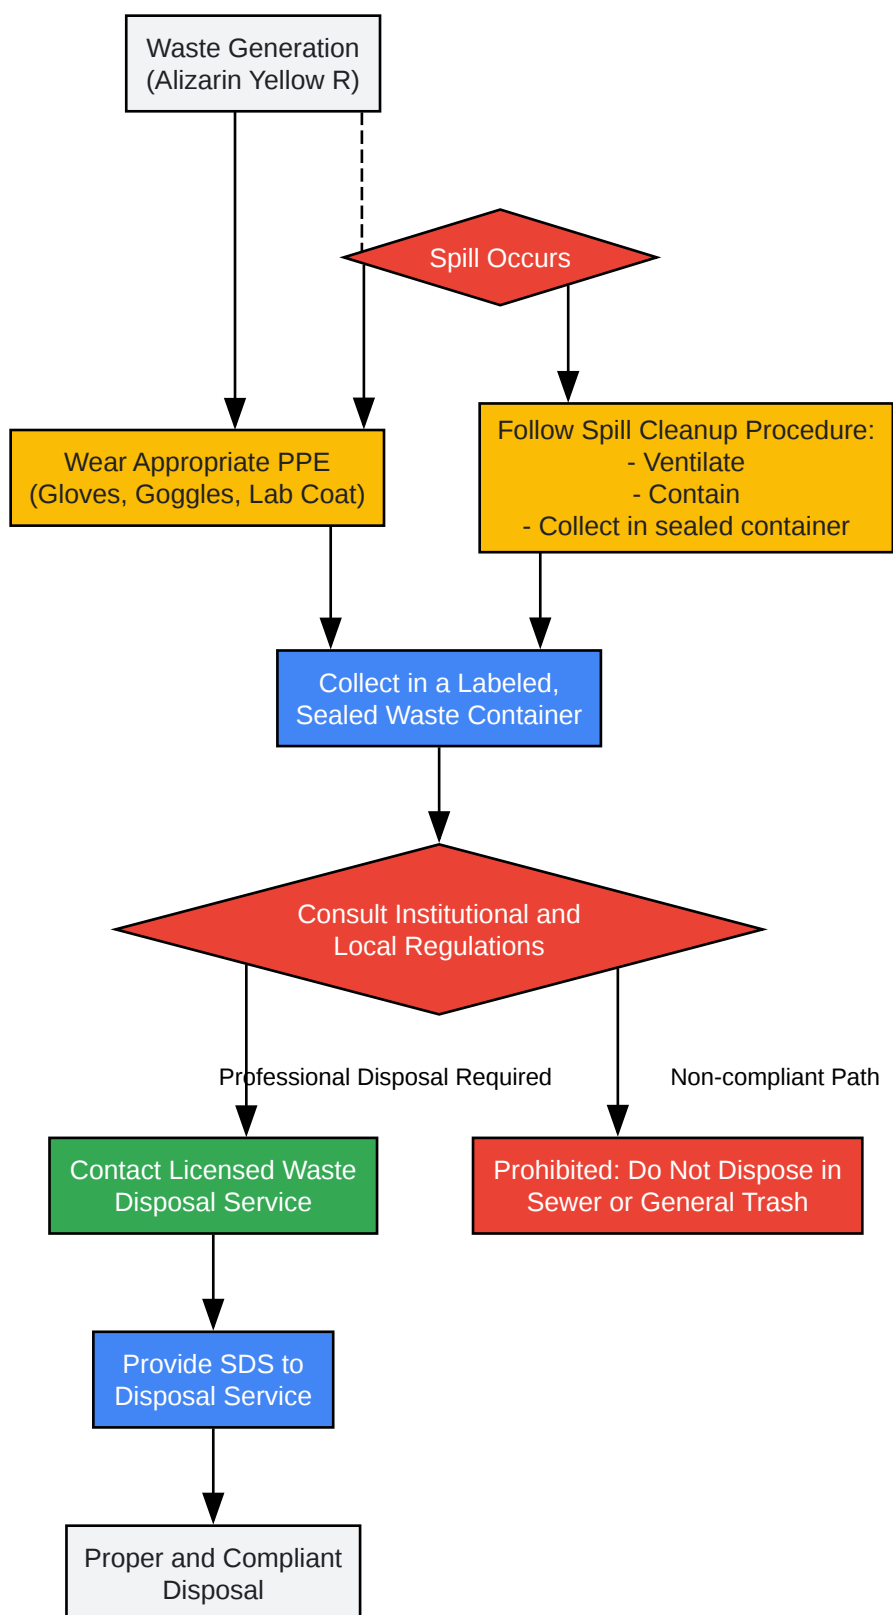 Waste Generation
(Alizarin Yellow R)
Spill Occurs
Wear Appropriate PPE
(Gloves, Goggles, Lab Coat)
Follow Spill Cleanup Procedure:
- Ventilate
- Contain
- Collect in sealed container
Collect in a Labeled,
Sealed Waste Container
Consult Institutional and
Local Regulations
Professional Disposal Required
Non-compliant Path
Contact Licensed Waste
Disposal Service
Prohibited: Do Not Dispose in
Sewer or General Trash
Provide SDS to
Disposal Service
Proper and Compliant
Disposal